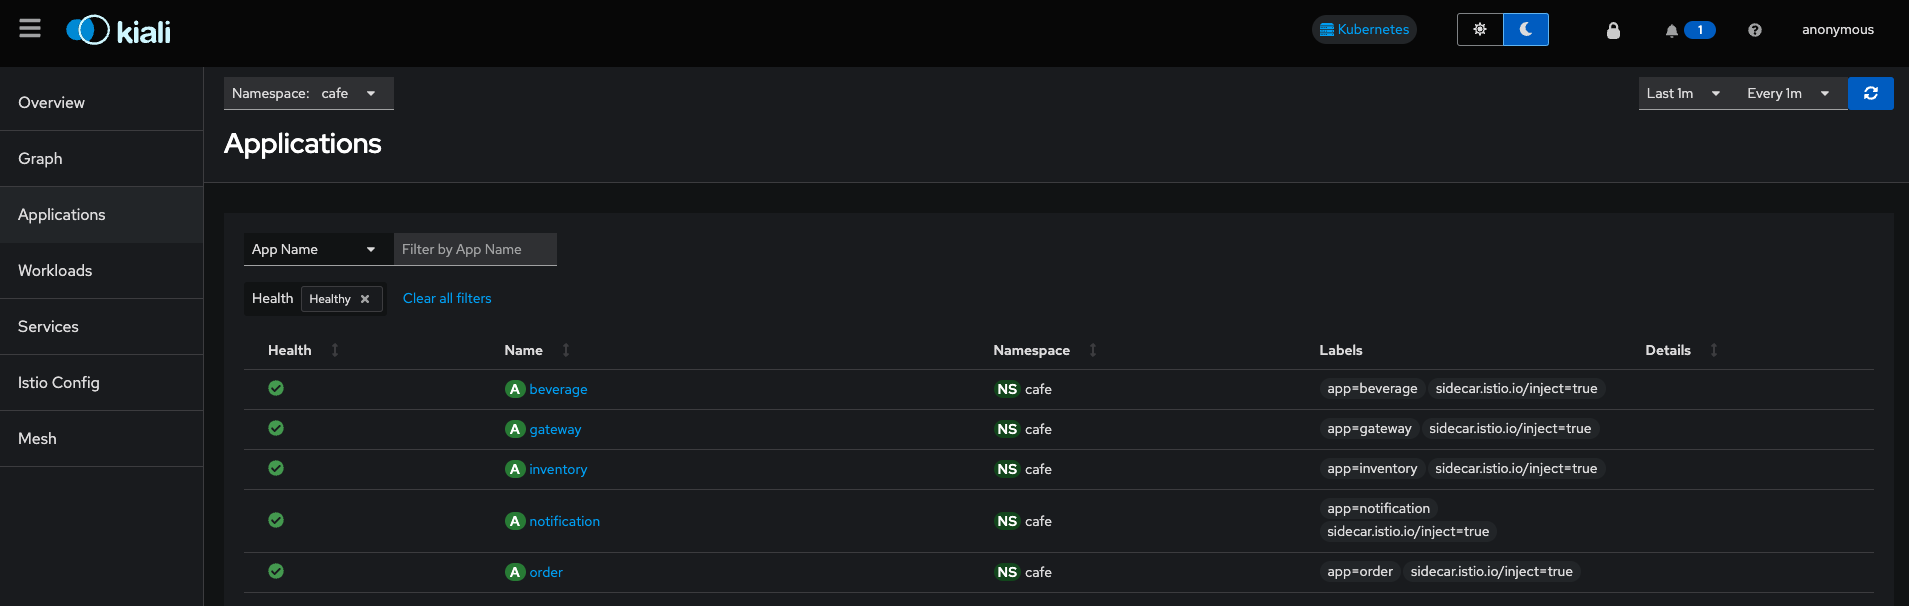 kiali
Kubernetes
1
anonymous
Overview
Graph
Applications
Workloads
Services
Istio Config
Mesh
Namespace: cafe
Last 1m Every 1m
Applications
App Name Filter by App Name
Health Healthy Clear all filters
Health Name Namespace Labels Details
A beverage NS cafe app=beverage sidecar.istio.io/inject=true
A gateway NS cafe app=gateway sidecar.istio.io/inject=true
A inventory NS cafe app=inventory sidecar.istio.io/inject=true
A notification NS cafe app=notification
sidecar.istio.io/inject=true
A order NS cafe app=order sidecar.istio.io/inject=true